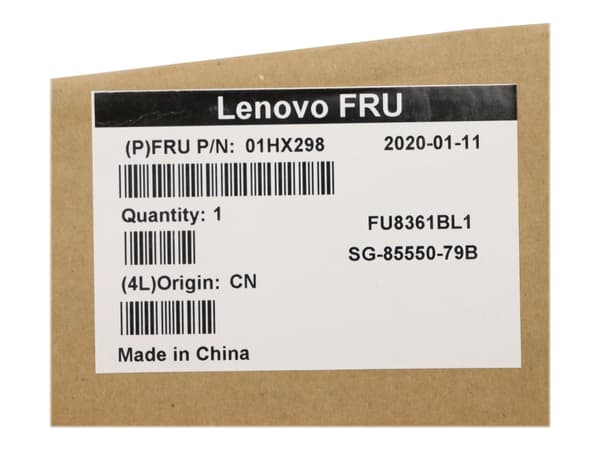 Lenovo FRU
(P)FRU P/N: 01HX298 2020-01-11
Quantity: 1
FU8361BL1
SG-85550-79B
(4L)Origin: CN
Made in China